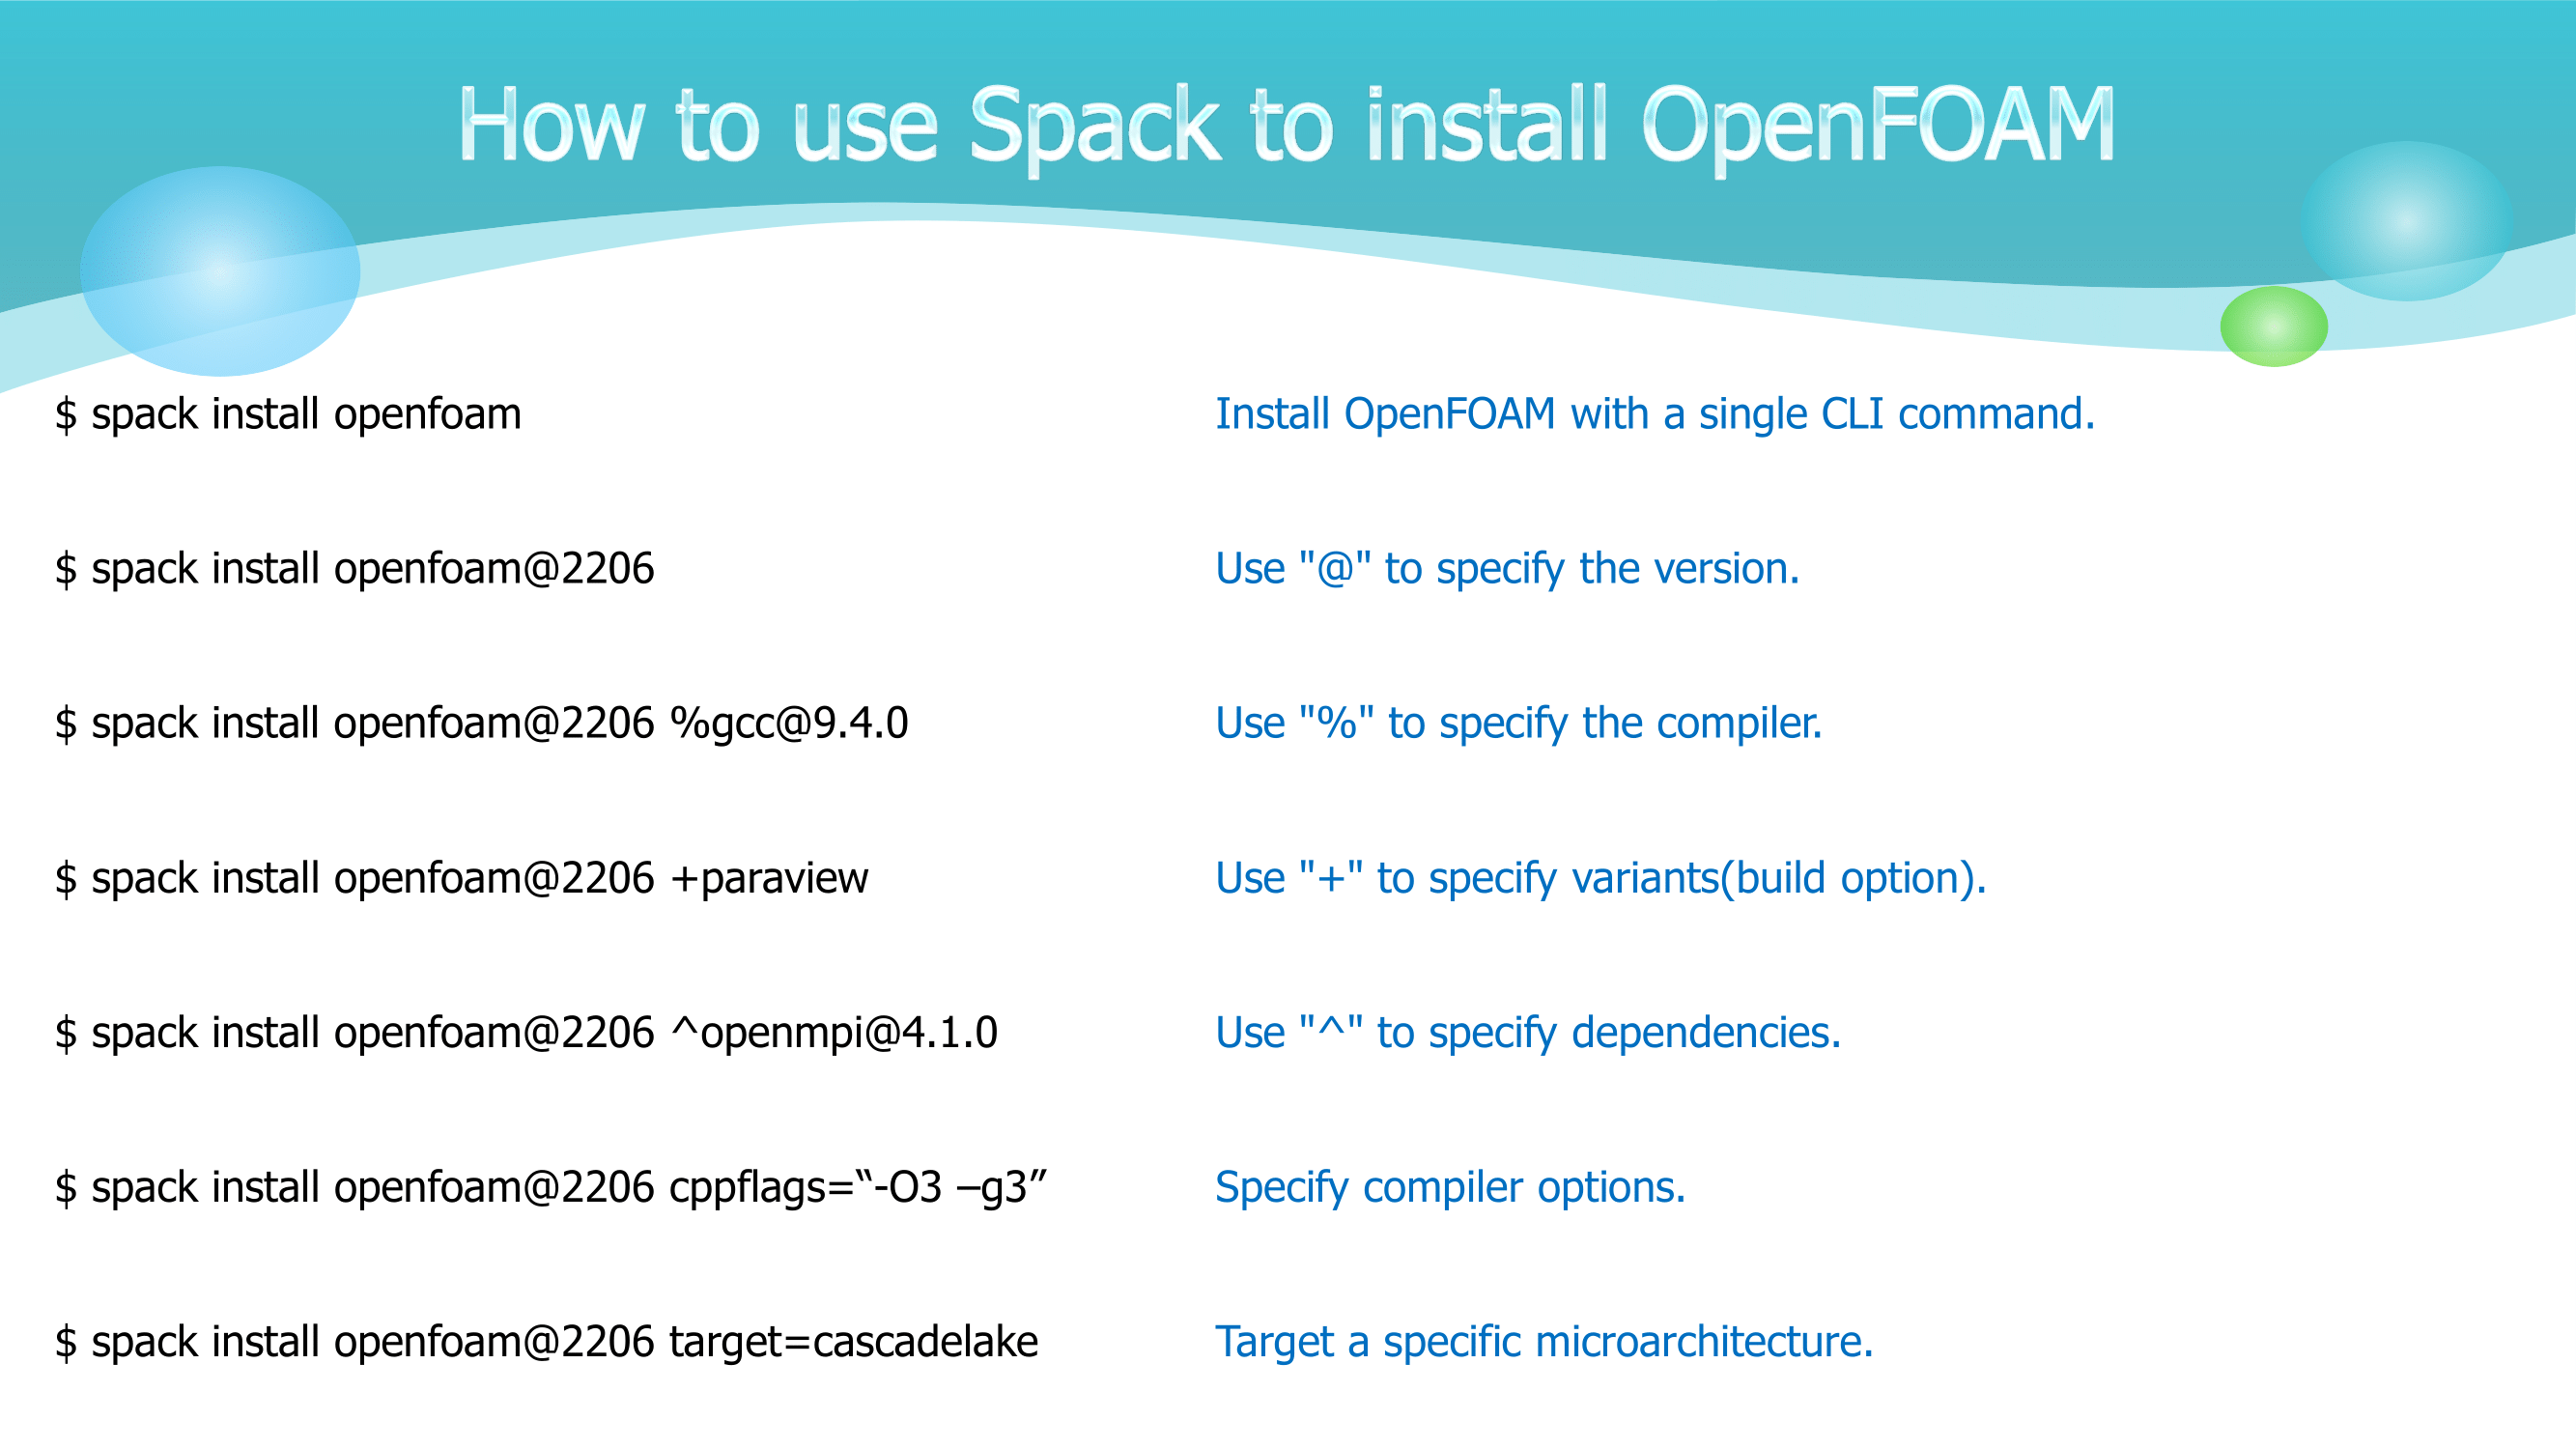 How to use Spack to install OpenFOAM
$ spack install openfoam Install OpenFOAM with a single CLI command.
$ spack install openfoam@2206 Use "@" to specify the version.
$ spack install openfoam@2206 %gcc@9.4.0 Use "%" to specify the compiler.
$ spack install openfoam@2206 +paraview Use "+" to specify variants(build option).
$ spack install openfoam@2206 ^openmpi@4.1.0 Use "^" to specify dependencies.
$ spack install openfoam@2206 cppflags=“-O3 –g3” Specify compiler options.
$ spack install openfoam@2206 target=cascadelake Target a specific microarchitecture.